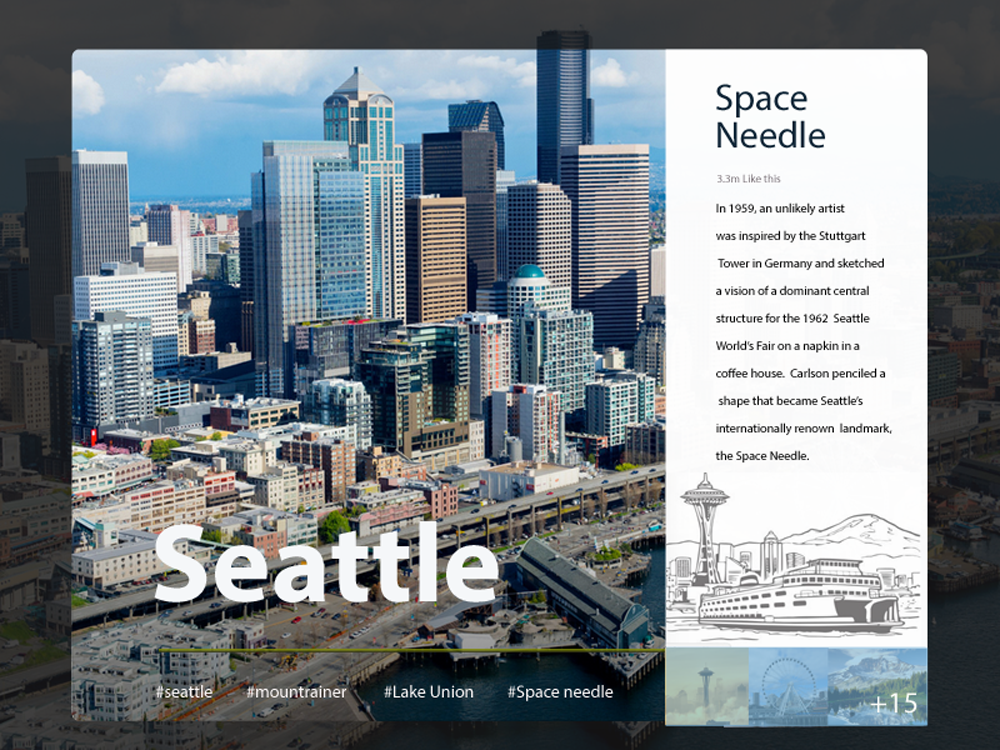 Space
Needle
3.3m Like this
In 1959, an unlikely artist
was inspired by the Stuttgart
Tower in Germany and sketched
a vision of a dominant central
structure for the 1962 Seattle
World's Fair on a napkin in a
coffee house. Carlson penciled a
shape that became Seattle's
internationally renown landmark,
the Space Needle.
Seattle
#seattle #mountrainer #Lake Union #Space needle
+15